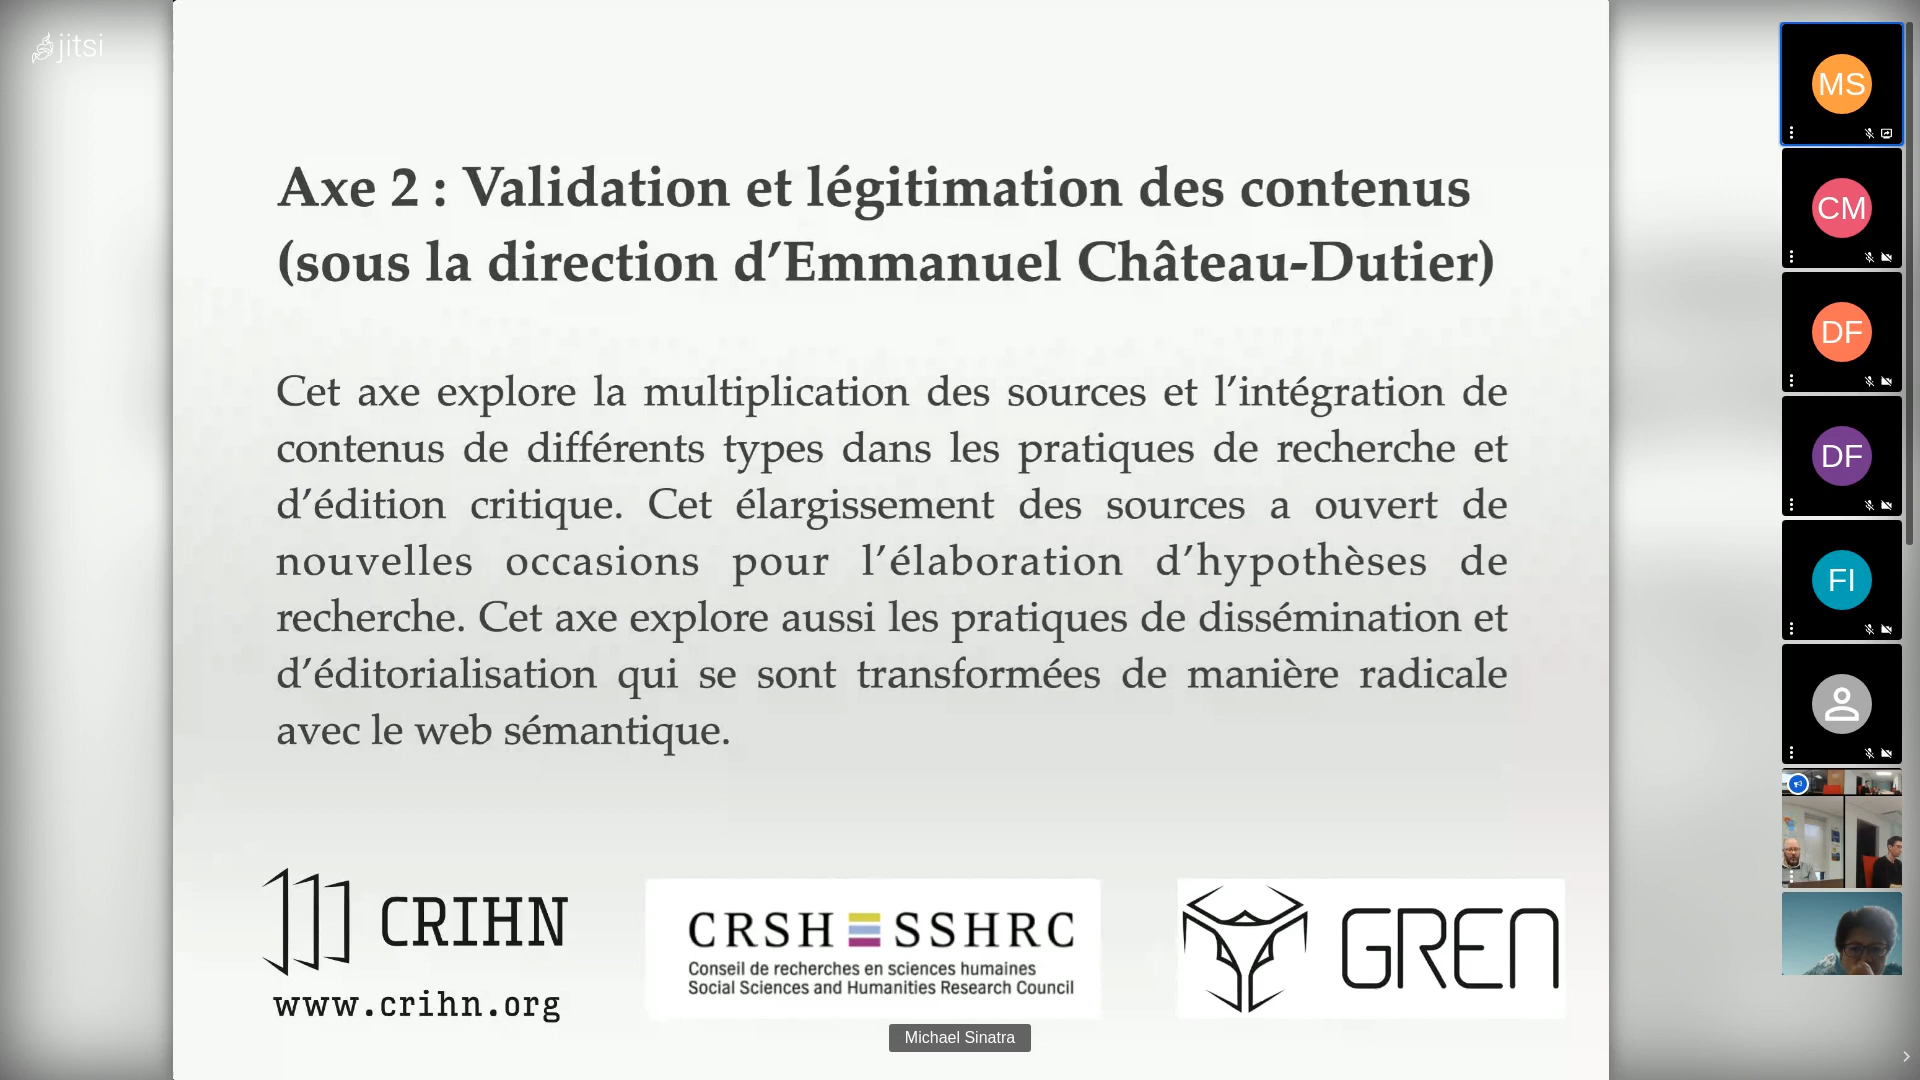 jitsi
Axe 2 : Validation et légitimation des contenus
(sous la direction d’Emmanuel Château-Dutier)
Cet axe explore la multiplication des sources et l’intégration de
contenus de différents types dans les pratiques de recherche et
d’édition critique. Cet élargissement des sources a ouvert de
nouvelles occasions pour l’élaboration d’hypothèses de
recherche. Cet axe explore aussi les pratiques de dissémination et
d’éditorialisation qui se sont transformées de manière radicale
avec le web sémantique.
CRIHN
www.crihn.org
CRSH SSHRC
Conseil de recherches en sciences humaines
Social Sciences and Humanities Research Council
GREN
Michael Sinatra
MS
CM
DF
DF
FI